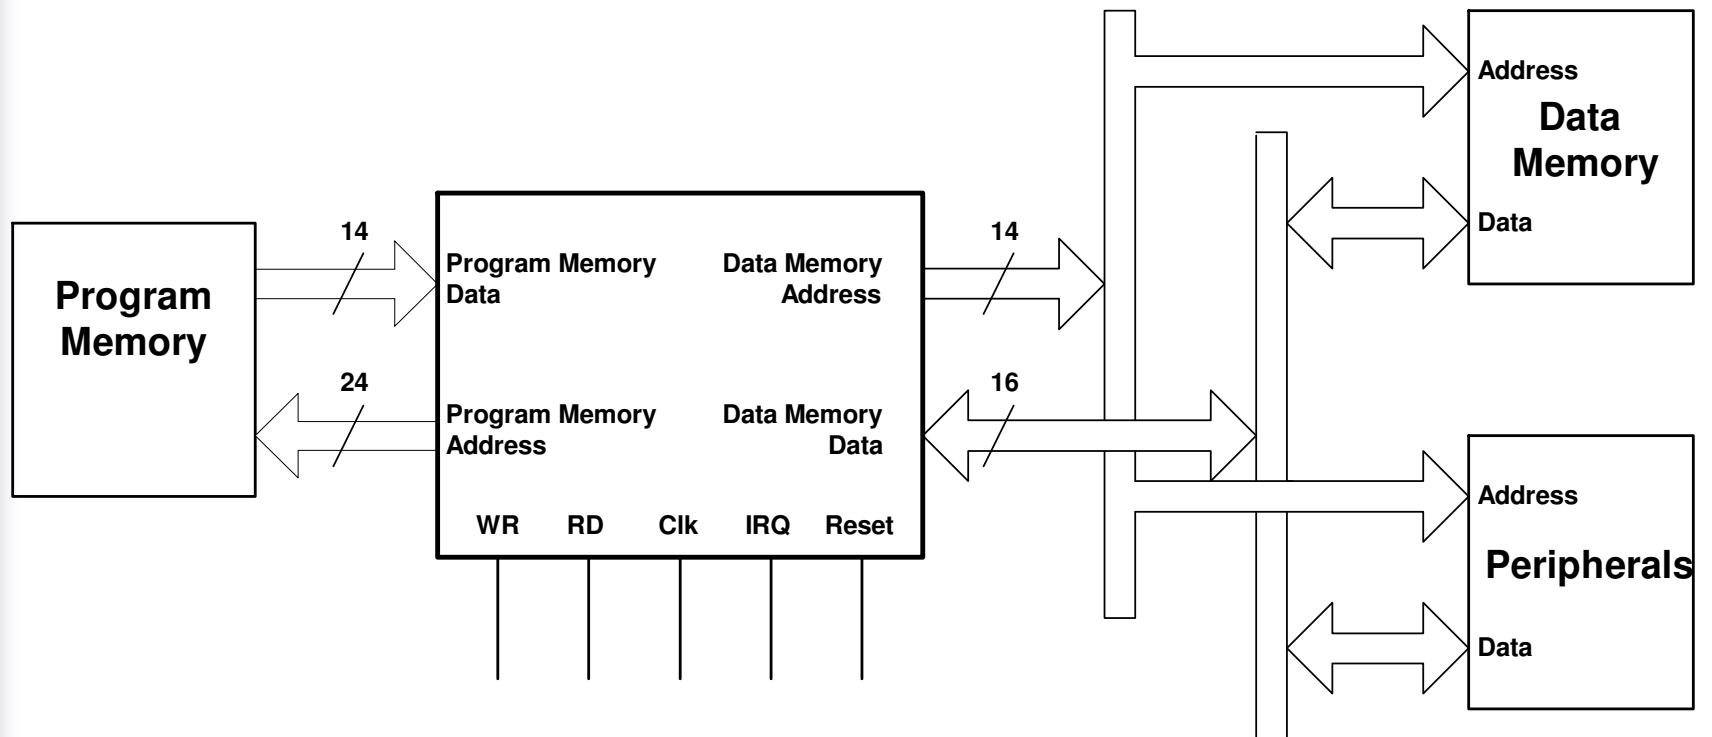 Address
Data
Memory
Data
14
14
Program Memory
Data
Data Memory
Address
Program
Memory
24
16
Program Memory
Address
Data Memory
Data
WR RD Clk IRQ Reset
Address
Peripherals
Data